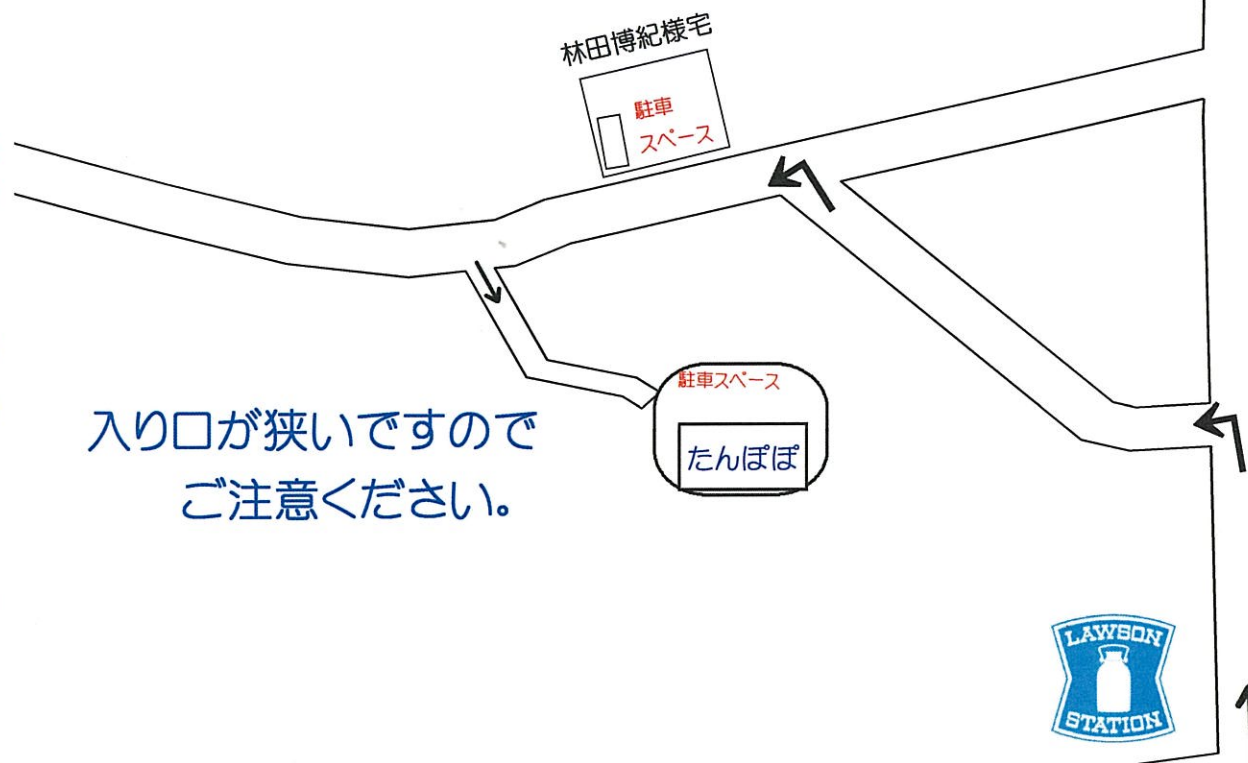 林田博紀様宅
駐車
スペース
駐車スペース
たんぽぽ
入り口が狭いですので
ご注意ください。
LAWSON
STATION